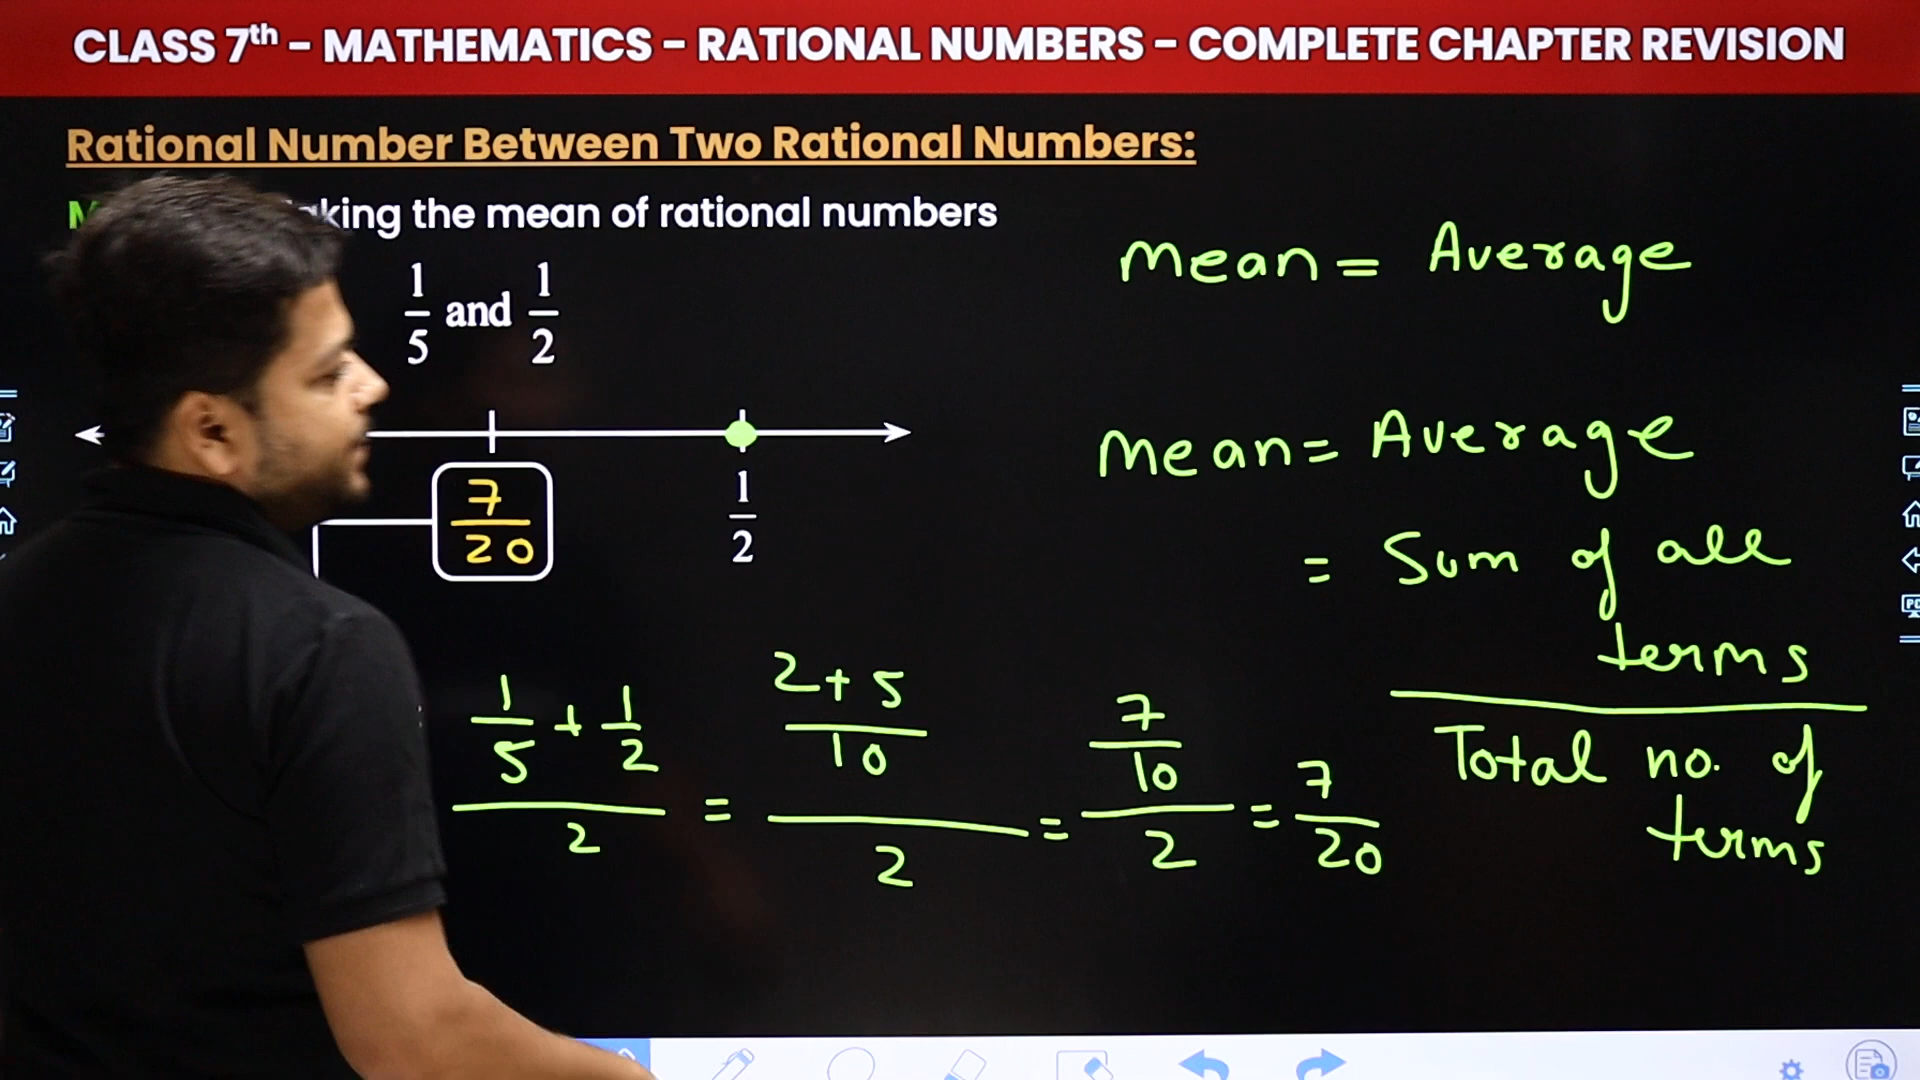 CLASS 7th – MATHEMATICS – RATIONAL NUMBERS – COMPLETE CHAPTER REVISION
Rational Number Between Two Rational Numbers:
the mean of rational numbers
1/5 and 1/2
7/20
1/2
Mean = Average
Mean = Average
= Sum of all
terms
Total no. of
terms
1/5 + 1/2 / 2 = 2+5/10 / 2 = 7/10 / 2 = 7/20